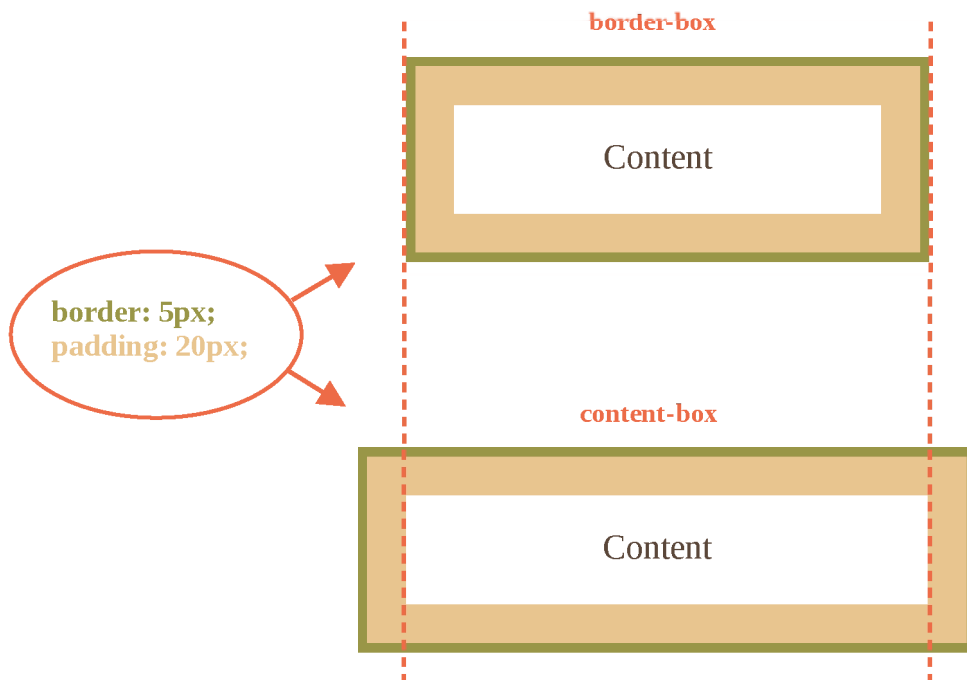 border-box
Content
border: 5px;
padding: 20px;
content-box
Content